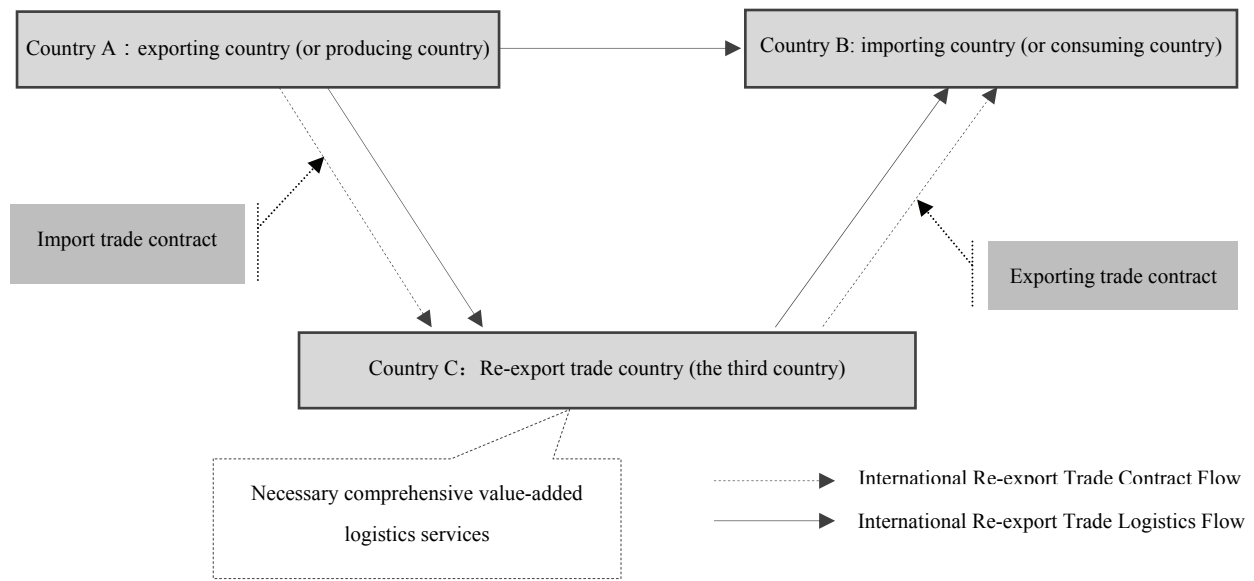 Country A：exporting country (or producing country)
Country B: importing country (or consuming country)
Import trade contract
Exporting trade contract
Country C：Re-export trade country (the third country)
Necessary comprehensive value-added
logistics services
International Re-export Trade Contract Flow
International Re-export Trade Logistics Flow